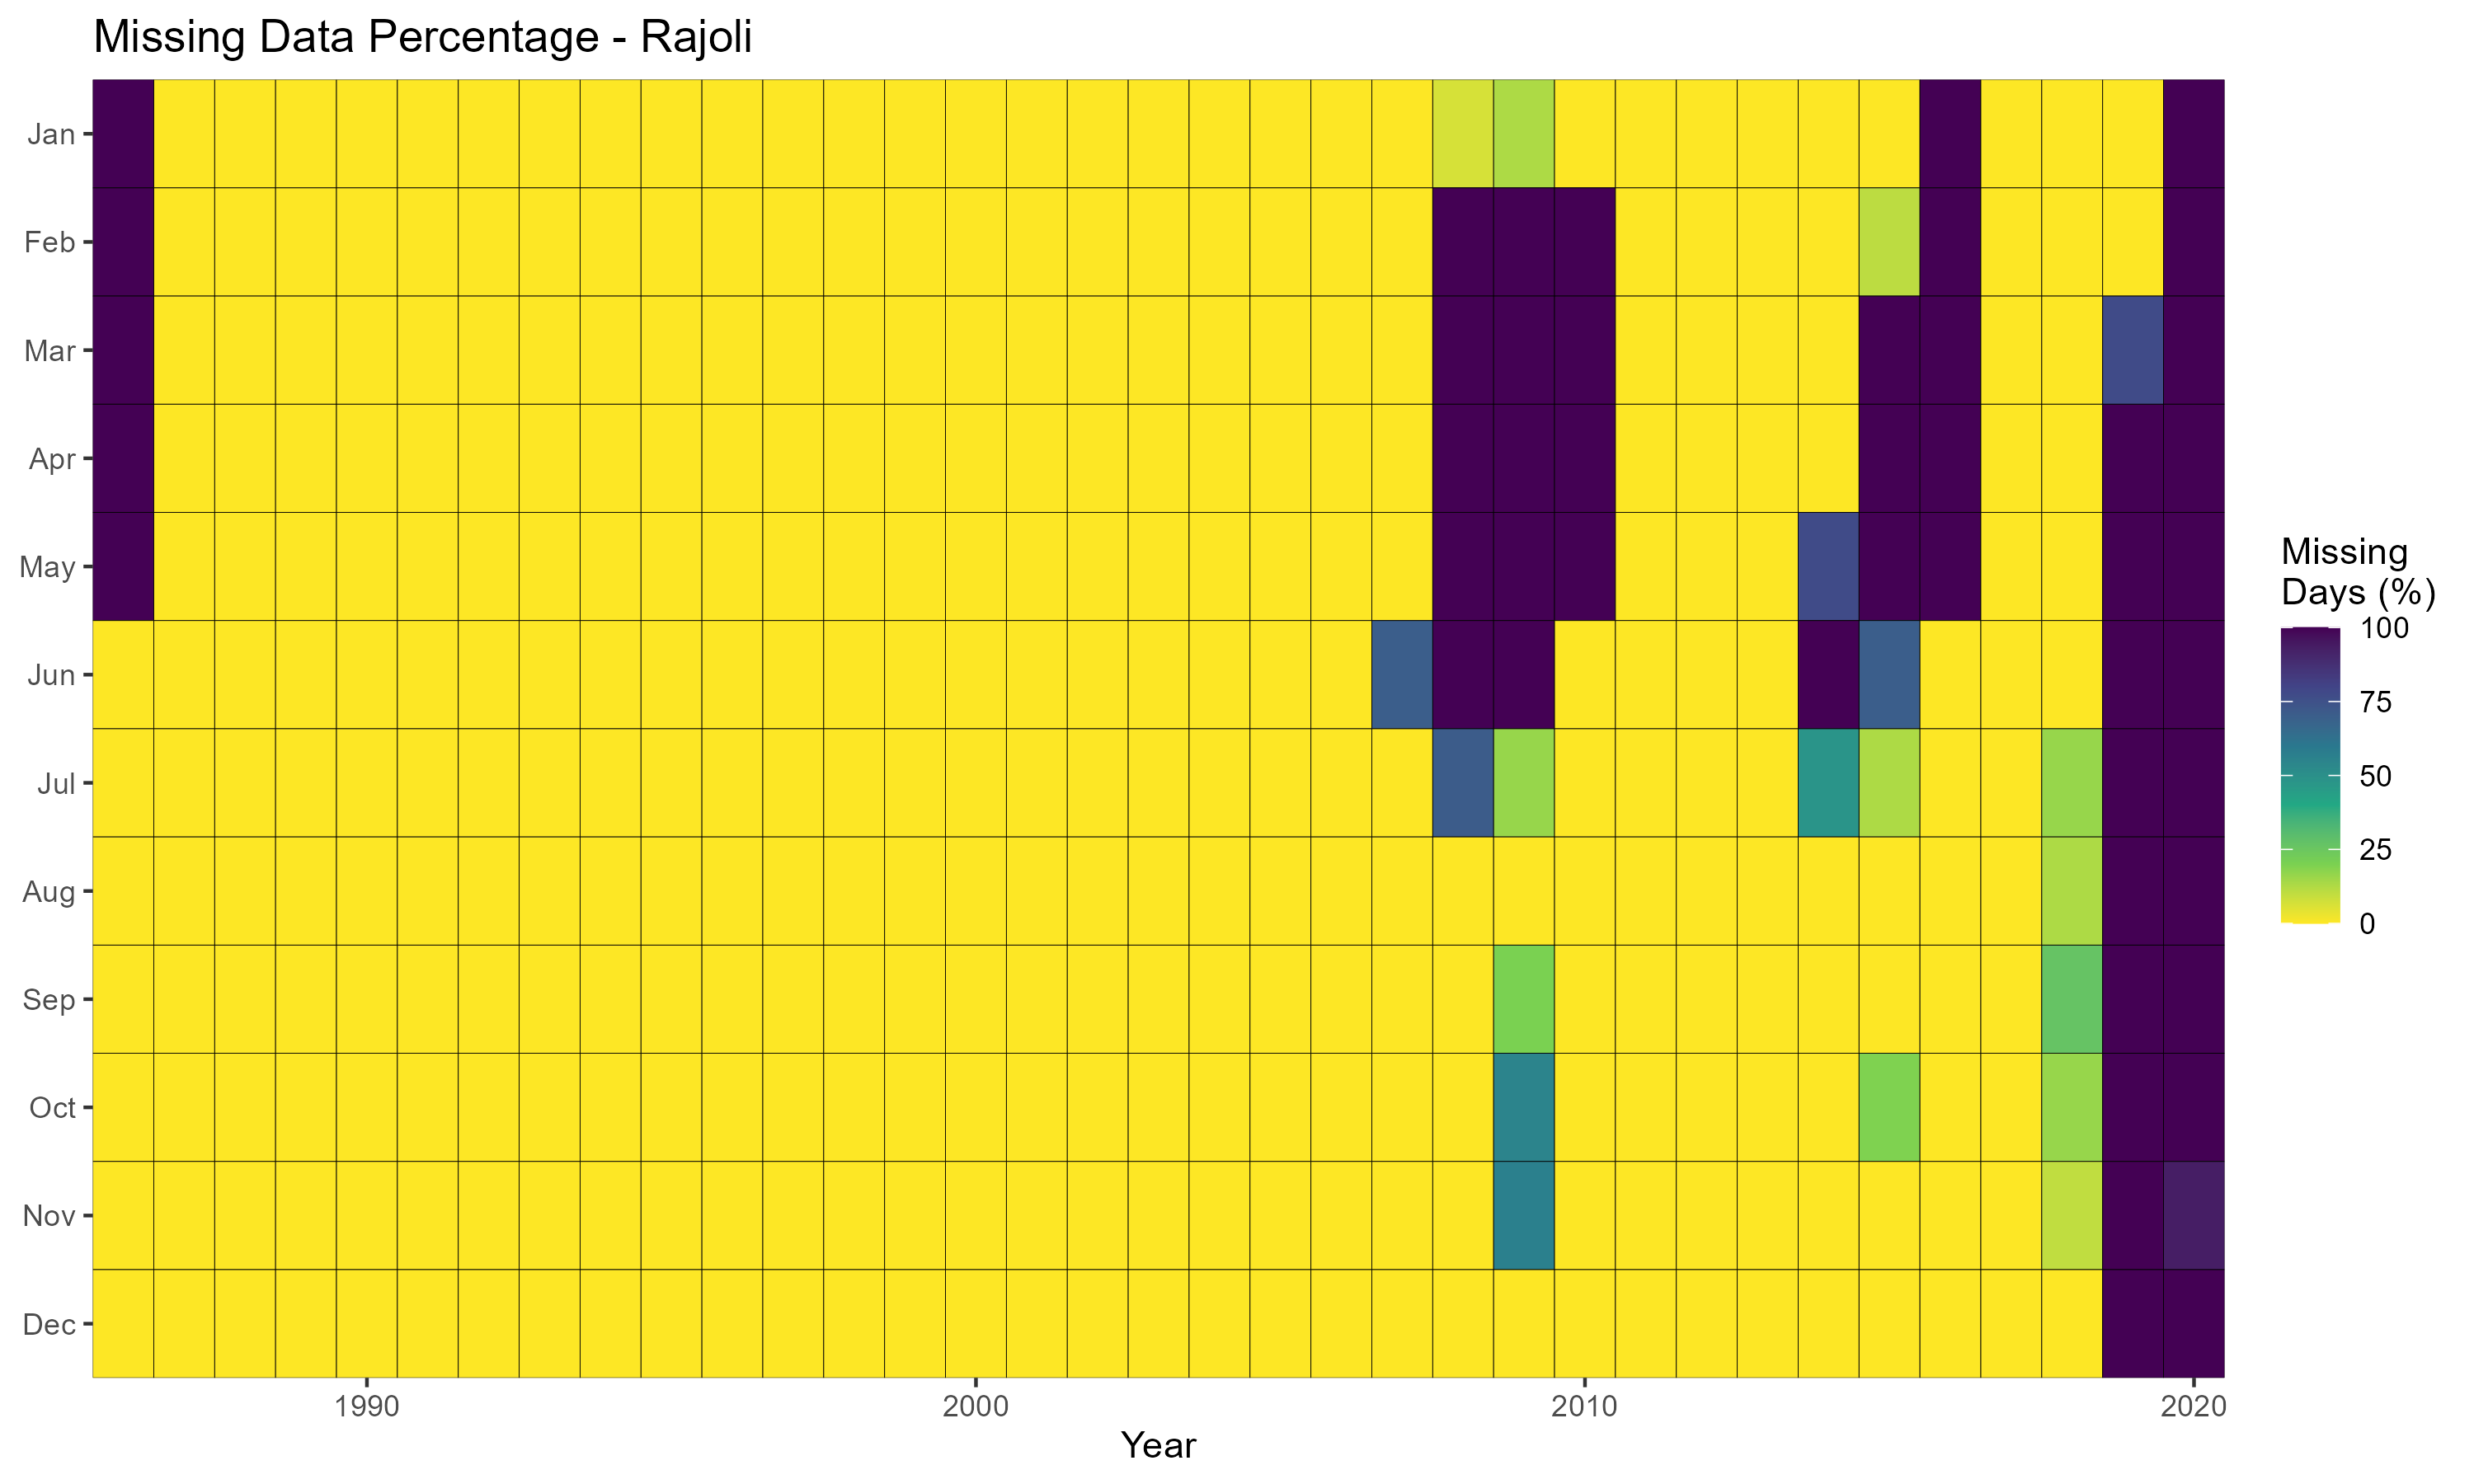 Missing Data Percentage - Rajoli
Jan
Feb
Mar
Apr
May
Jun
Jul
Aug
Sep
Oct
Nov
Dec
1990
2000
2010
2020
Year
Missing
Days (%)
100
75
50
25
0